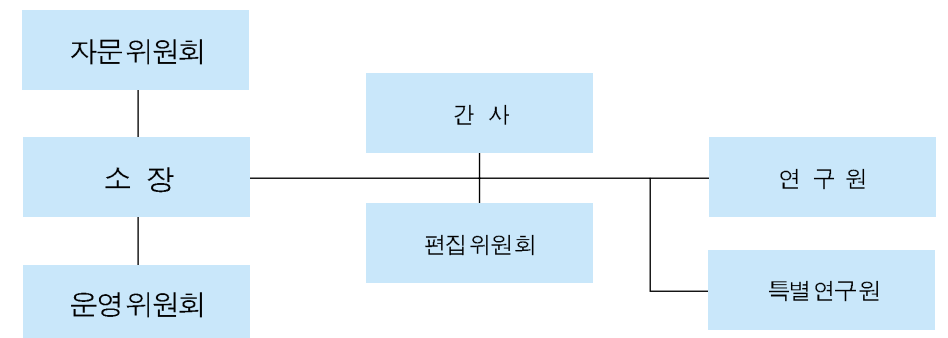 자문위원회
소 장
운영위원회
간 사
편집위원회
연 구 원
특별연구원